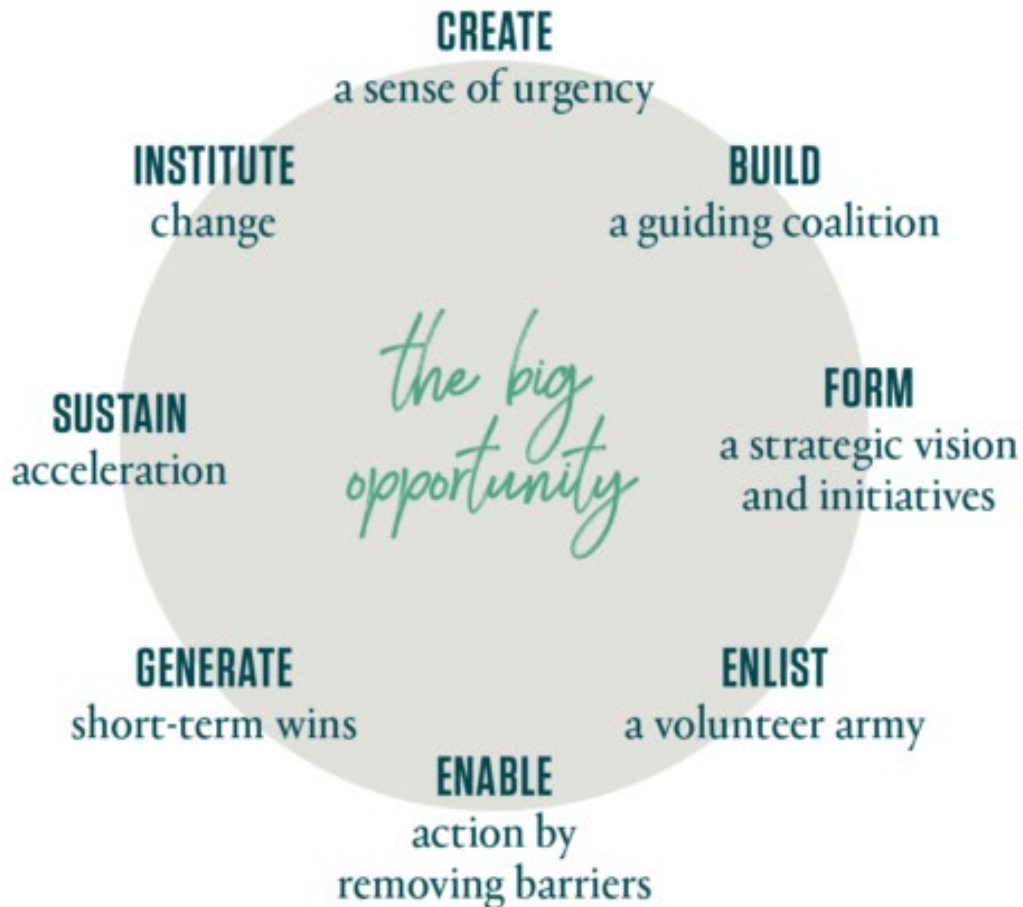 CREATE
a sense of urgency
BUILD
a guiding coalition
FORM
a strategic vision
and initiatives
ENLIST
a volunteer army
ENABLE
action by
removing barriers
GENERATE
short-term wins
SUSTAIN
acceleration
INSTITUTE
change
the big
opportunity